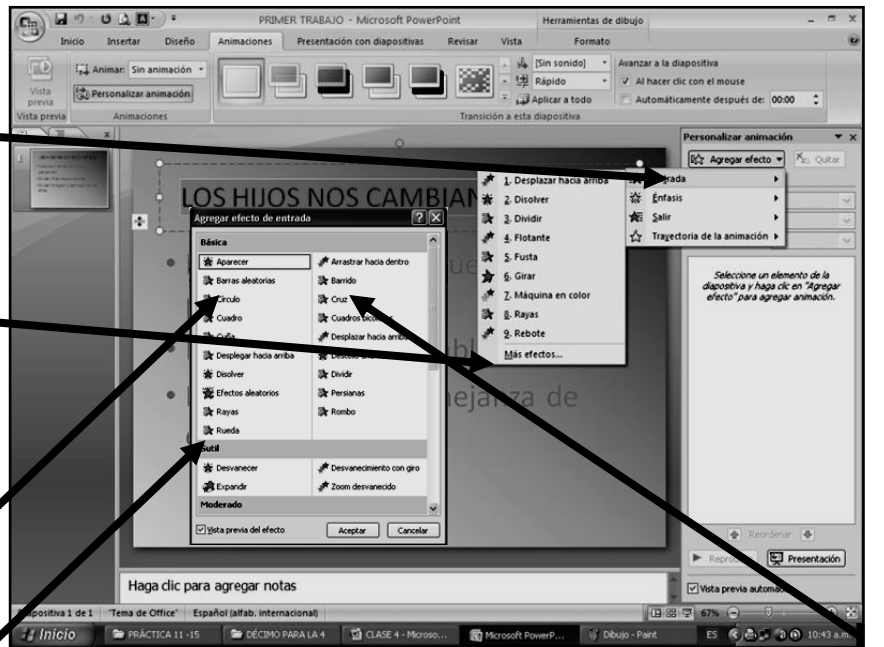 PRIMER TRABAJO - Microsoft PowerPoint
Herramientas de dibujo
Inicio Insertar Diseño Animaciones Presentación con diapositivas Revisar Vista Formato
Vista previa
Animar: Sin animación
Personalizar animación
[Sin sonido]
Rápido
Aplicar a todo
Avanzar a la diapositiva
Al hacer clic con el mouse
Automáticamente después de: 00:00
Vista previa Animaciones Transición a esta diapositiva
Personalizar animación
Agregar efecto Quitar
Énfasis
Salir
Trayectoria de la animación
1. Desplazar hacia arriba
2. Disolver
3. Dividir
4. Flotante
5. Fusta
6. Girar
7. Máquina en color
8. Rayas
9. Rebote
Más efectos...
Seleccione un elemento de la
diapositiva y haga clic en "Agregar
efecto" para agregar animación.
1
LOS HIJOS NOS CAMBIAN
de
Agregar efecto de entrada
Básica
Aparecer Arrastrar hacia dentro
Barras aleatorias Barrido
Círculo Cruz
Cuadro Cuadros
Cuña Desplazar hacia arriba
Desplegar hacia arriba
Disolver Dividir
Efectos aleatorios Persianas
Rayas Rombo
Rueda
Sutil
Desvanecer Desvanecimiento con giro
Expandir Zoom desvanecido
Moderado
Vista previa del efecto Aceptar Cancelar
Reordenar
Presentación
Vista previa
Haga clic para agregar notas
Diapositiva 1 de 1 "Tema de Office" Español (alfab. internacional) 67%
Inicio PRÁCTICA 11 -15 DÉCIMO PARA LA 4 CLASE 4 - Microso... Microsoft PowerP... Dibujo - Paint ES 10:43 a.m.